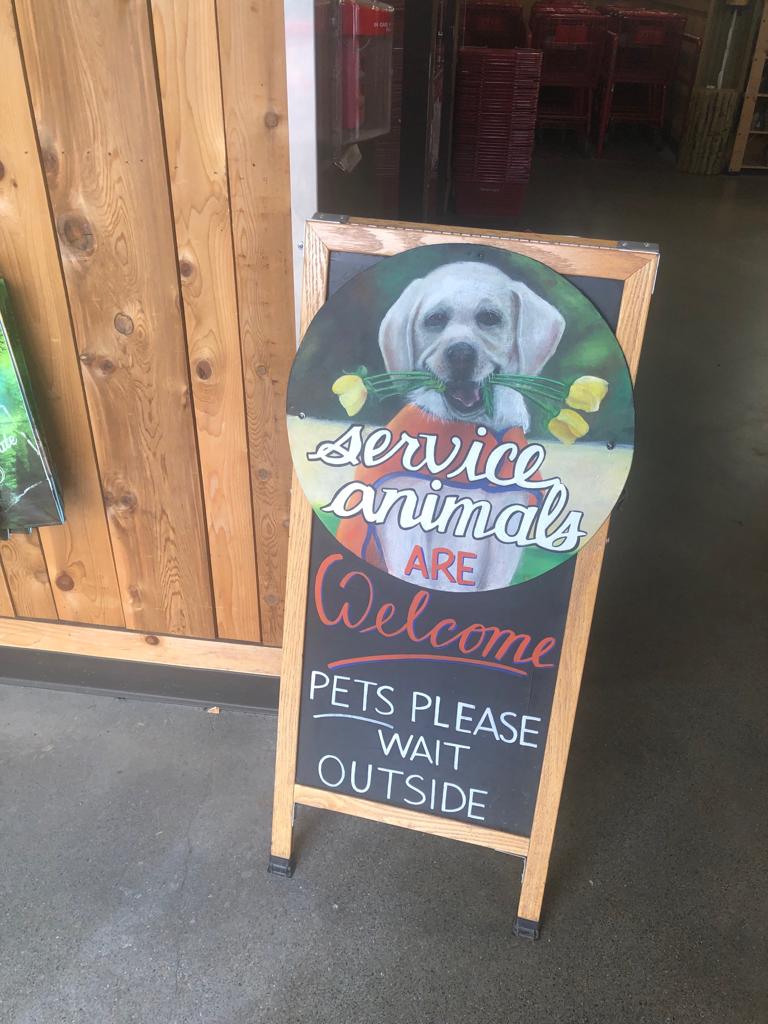 service
animals
ARE
Welcome
PETS PLEASE
WAIT
OUTSIDE